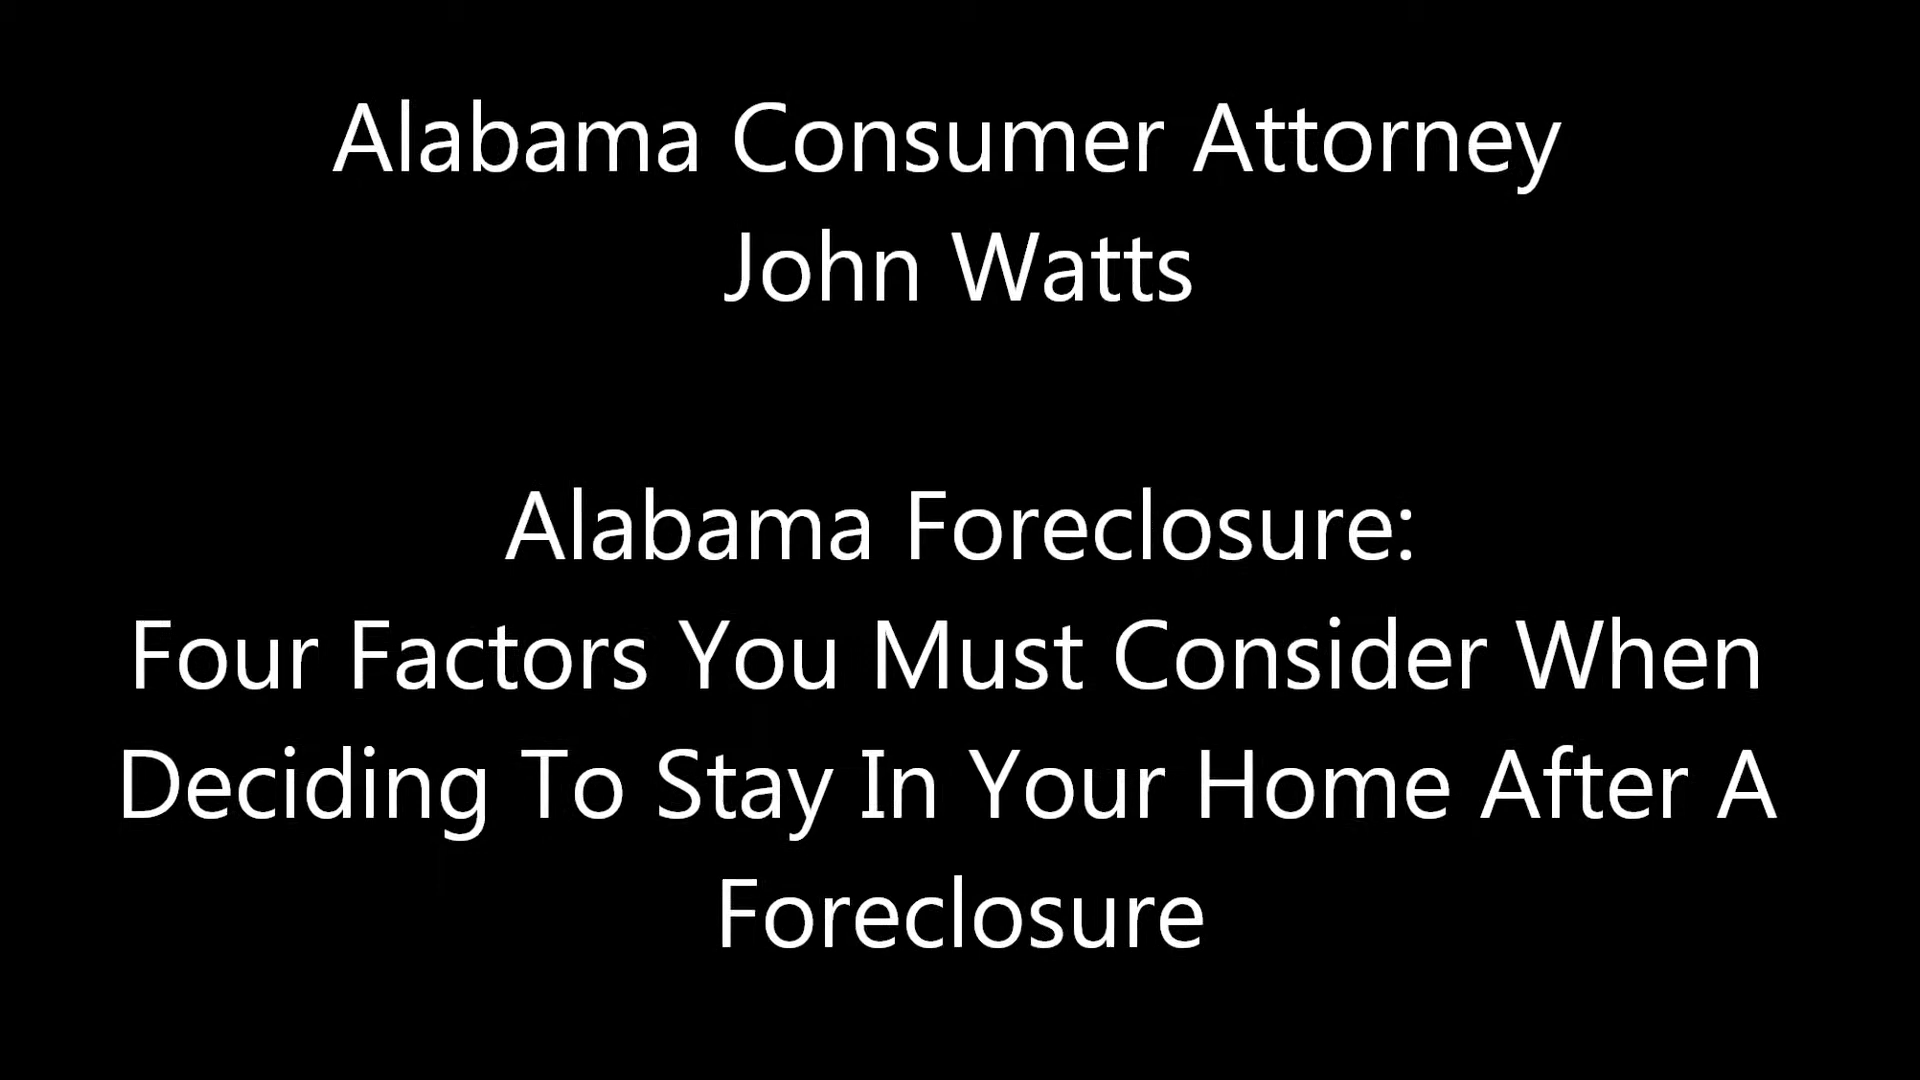 Alabama Consumer Attorney
John Watts
Alabama Foreclosure:
Four Factors You Must Consider When
Deciding To Stay In Your Home After A
Foreclosure